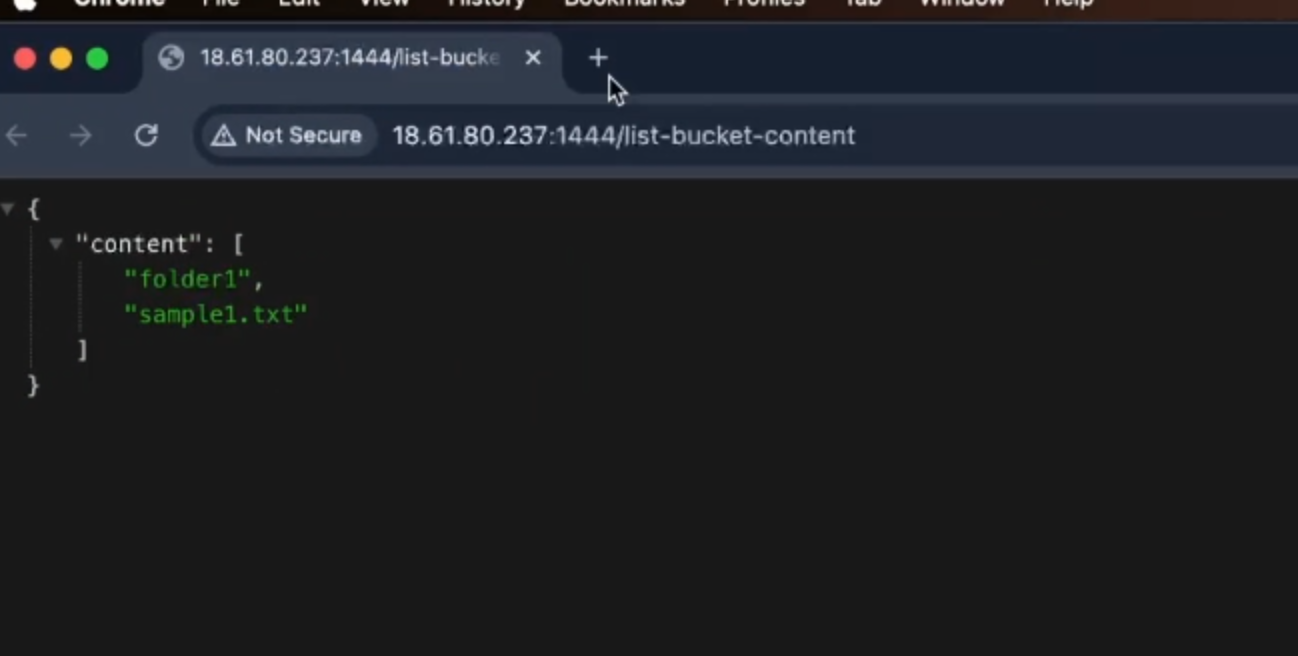 Chrome File Edit View History Bookmarks Profiles Tab Window Help
18.61.80.237:1444/list-bucke
Not Secure 18.61.80.237:1444/list-bucket-content
{
"content": [
"folder1",
"sample1.txt"
]
}